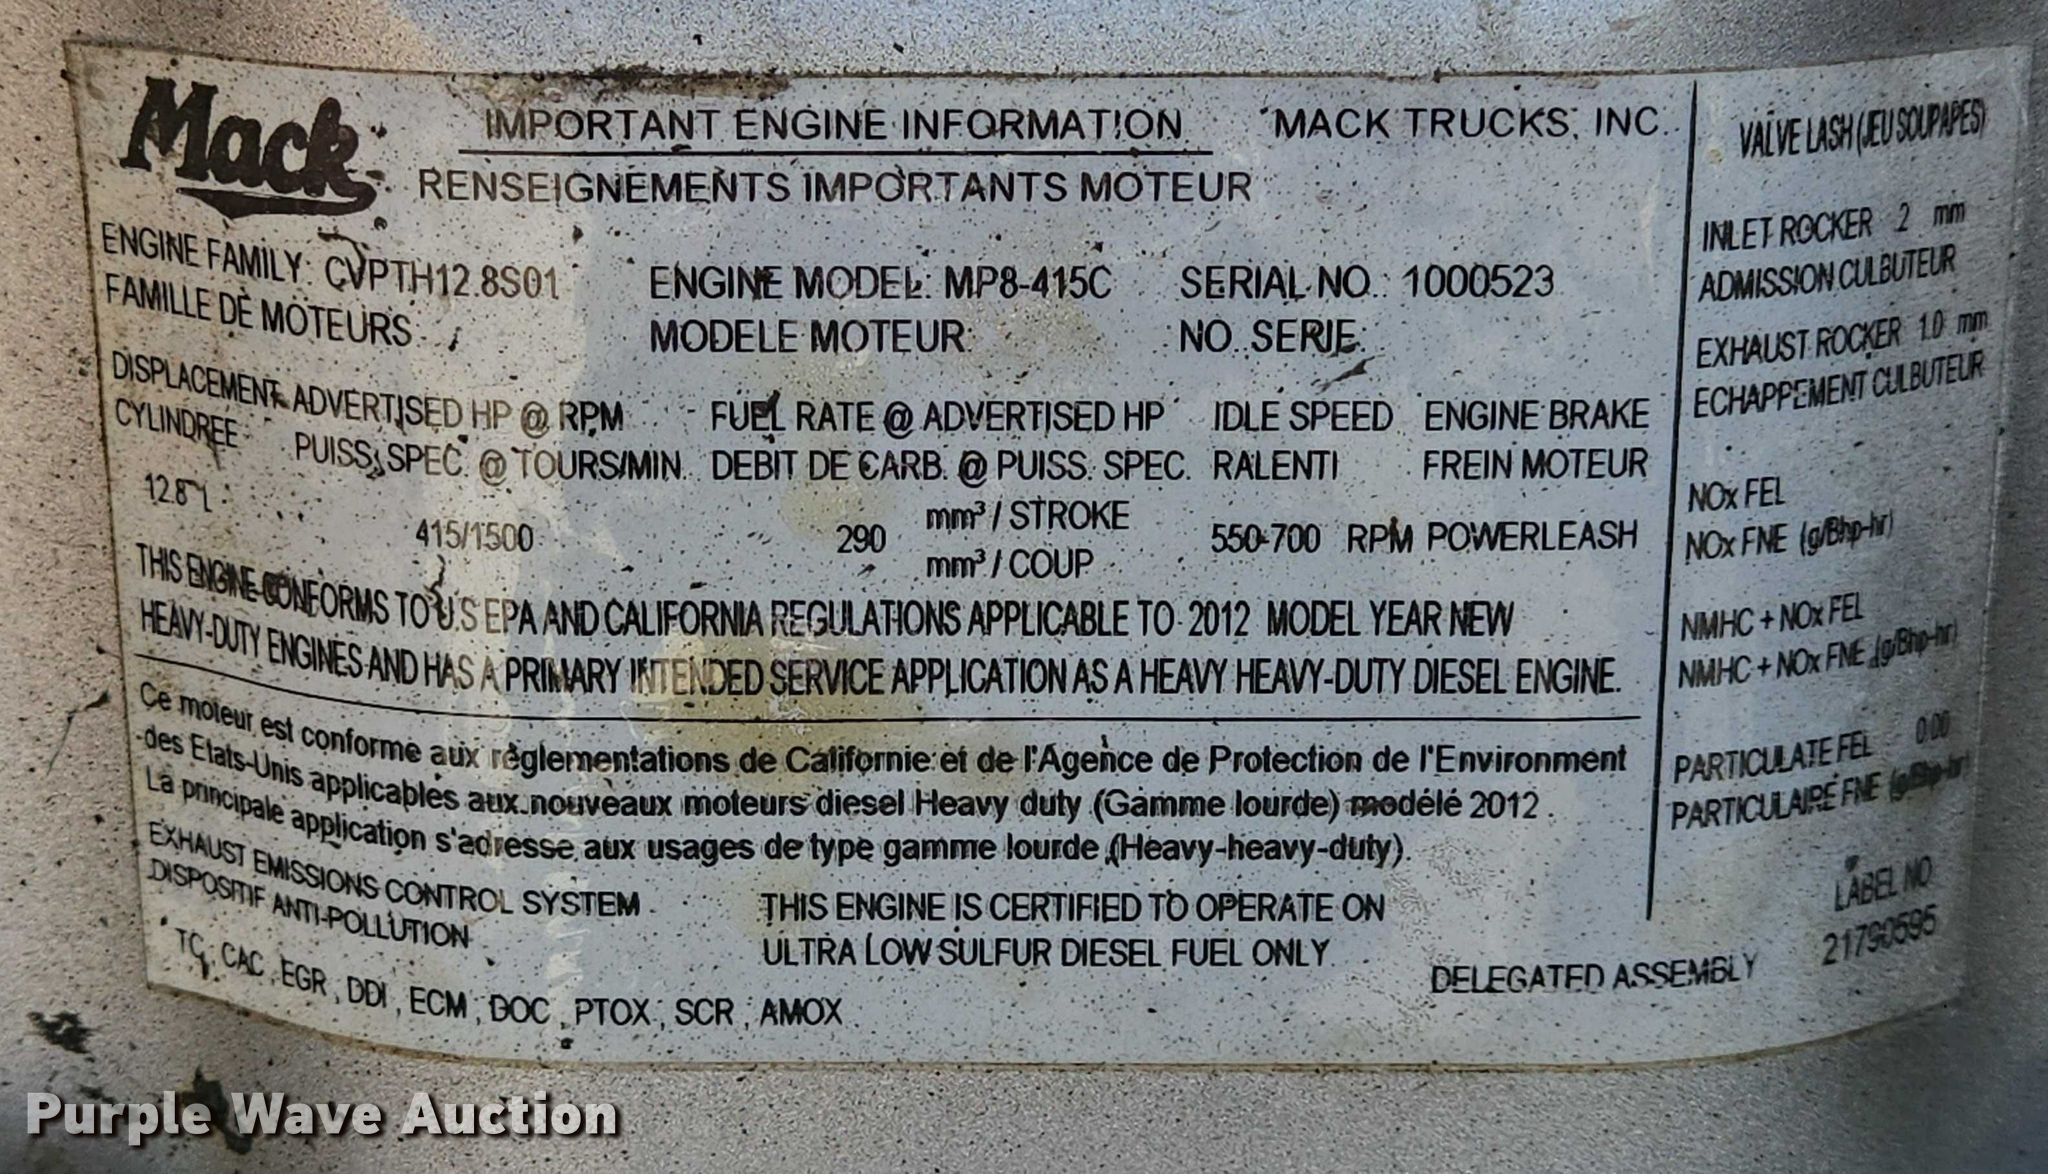 Mack
IMPORTANT ENGINE INFORMATION MACK TRUCKS, INC.
RENSEIGNEMENTS IMPORTANTS MOTEUR
ENGINE FAMILY: CVPTH12.8S01 ENGINE MODEL: MP8-415C SERIAL NO.: 1000523
FAMILLE DE MOTEURS MODELE MOTEUR: NO. SERIE:
DISPLACEMENT ADVERTISED HP @ RPM FUEL RATE @ ADVERTISED HP IDLE SPEED ENGINE BRAKE
CYLINDREE PUISS. SPEC. @ TOURS/MIN. DEBIT DE CARB. @ PUISS. SPEC. RALENTI FREIN MOTEUR
12.8 L 415/1500 290 mm³ / STROKE 550-700 RPM POWERLEASH
mm³ / COUP
THIS ENGINE CONFORMS TO U.S EPA AND CALIFORNIA REGULATIONS APPLICABLE TO 2012 MODEL YEAR NEW
HEAVY-DUTY ENGINES AND HAS A PRIMARY INTENDED SERVICE APPLICATION AS A HEAVY HEAVY-DUTY DIESEL ENGINE.
Ce moteur est conforme aux règlementations de Californie et de l'Agence de Protection de l'Environment
des Etats-Unis applicables aux nouveaux moteurs diesel Heavy duty (Gamme lourde) modélé 2012.
La principale application s'adresse aux usages de type gamme lourde (Heavy-heavy-duty).
EXHAUST EMISSIONS CONTROL SYSTEM
DISPOSITIF ANTI-POLLUTION
TC, CAC, EGR, DDI, ECM, DOC, PTOX, SCR, AMOX
THIS ENGINE IS CERTIFIED TO OPERATE ON
ULTRA LOW SULFUR DIESEL FUEL ONLY
DELEGATED ASSEMBLY
VALVE LASH (JEU SOUPAPES)
INLET ROCKER 2 mm
ADMISSION CULBUTEUR
EXHAUST ROCKER 1.0 mm
ECHAPPEMENT CULBUTEUR
NOx FEL
NOx FNE (g/Bhp-hr)
NMHC + NOx FEL
NMHC + NOx FNE (g/Bhp-hr)
PARTICULATE FEL 0.00
PARTICULAIRE FNE (g/Bhp-hr)
LABEL NO
21790595
Purple Wave Auction